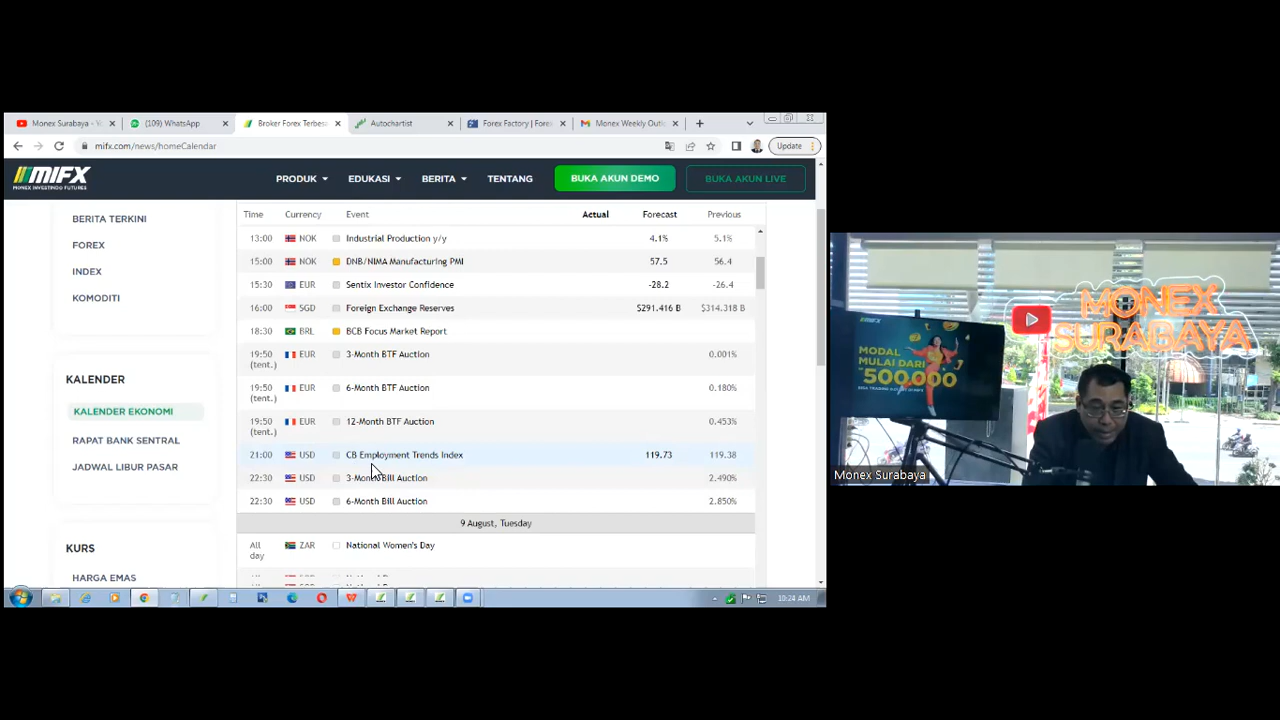 Monex Surabaya - Yo
(109) WhatsApp
Broker Forex Terbesa
Autochartist
Forex Factory | Forex
Monex Weekly Outlo
mifx.com/news/homeCalendar
Update
MIFX
MONEX INVESTINDO FUTURES
PRODUK
EDUKASI
BERITA
TENTANG
BUKA AKUN DEMO
BUKA AKUN LIVE
BERITA TERKINI
FOREX
INDEX
KOMODITI
KALENDER
KALENDER EKONOMI
RAPAT BANK SENTRAL
JADWAL LIBUR PASAR
KURS
HARGA EMAS
Time Currency Event Actual Forecast Previous
13:00 NOK Industrial Production y/y 4.1% 5.1%
15:00 NOK DNB/NIMA Manufacturing PMI 57.5 56.4
15:30 EUR Sentix Investor Confidence -28.2 -26.4
16:00 SGD Foreign Exchange Reserves $291.416 B $314.318 B
18:30 BRL BCB Focus Market Report
19:50 EUR 3-Month BTF Auction 0.001%
(tent.)
19:50 EUR 6-Month BTF Auction 0.180%
(tent.)
19:50 EUR 12-Month BTF Auction 0.453%
(tent.)
21:00 USD CB Employment Trends Index 119.73 119.38
22:30 USD 3-Month Bill Auction 2.490%
22:30 USD 6-Month Bill Auction 2.850%
9 August, Tuesday
All ZAR National Women's Day
day
10:24 AM
MIFX
MODAL
MULAI DARI
500.000
MONEX
SURABAYA
Monex Surabaya